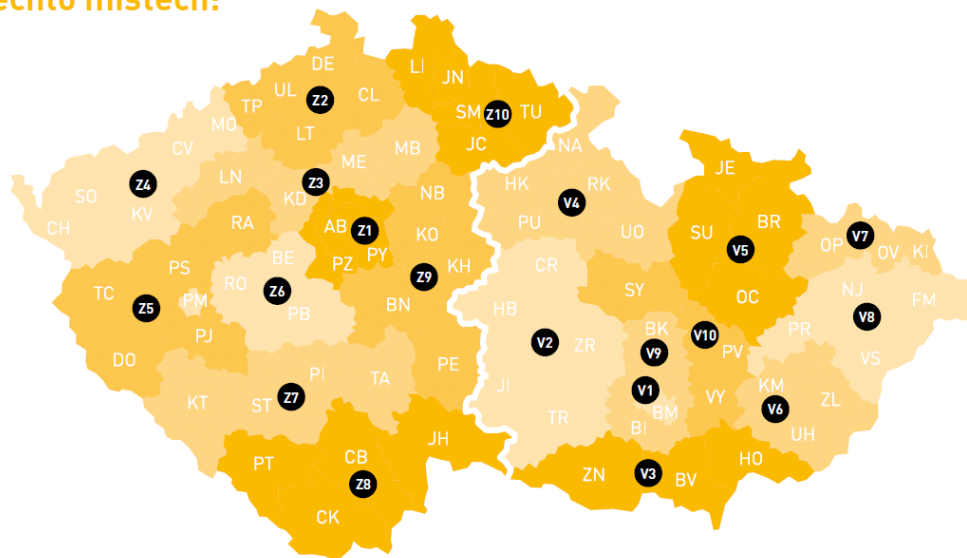 echto místech:
DE
LI
JN
UL
Z2
CL
TP
SM
Z10
TU
MO
LT
JC
CV
ME
MB
NA
JE
SO
Z4
LN
KD
Z3
NB
HK
RK
V4
KV
CH
RA
AB
Z1
KO
PU
UO
SU
BR
PY
V5
OP
V7
OV
KI
PS
BE
PZ
KH
CR
TC
RO
Z6
Z9
SY
OC
NJ
FM
Z5
PM
PB
BN
HB
V8
PJ
BK
V10
PR
DO
V2
ZR
V9
PV
VS
PI
TA
PE
JI
V1
KM
KT
ST
Z7
BM
VY
V6
ZL
TR
BI
UH
JH
PT
CB
HO
Z8
ZN
V3
BV
CK